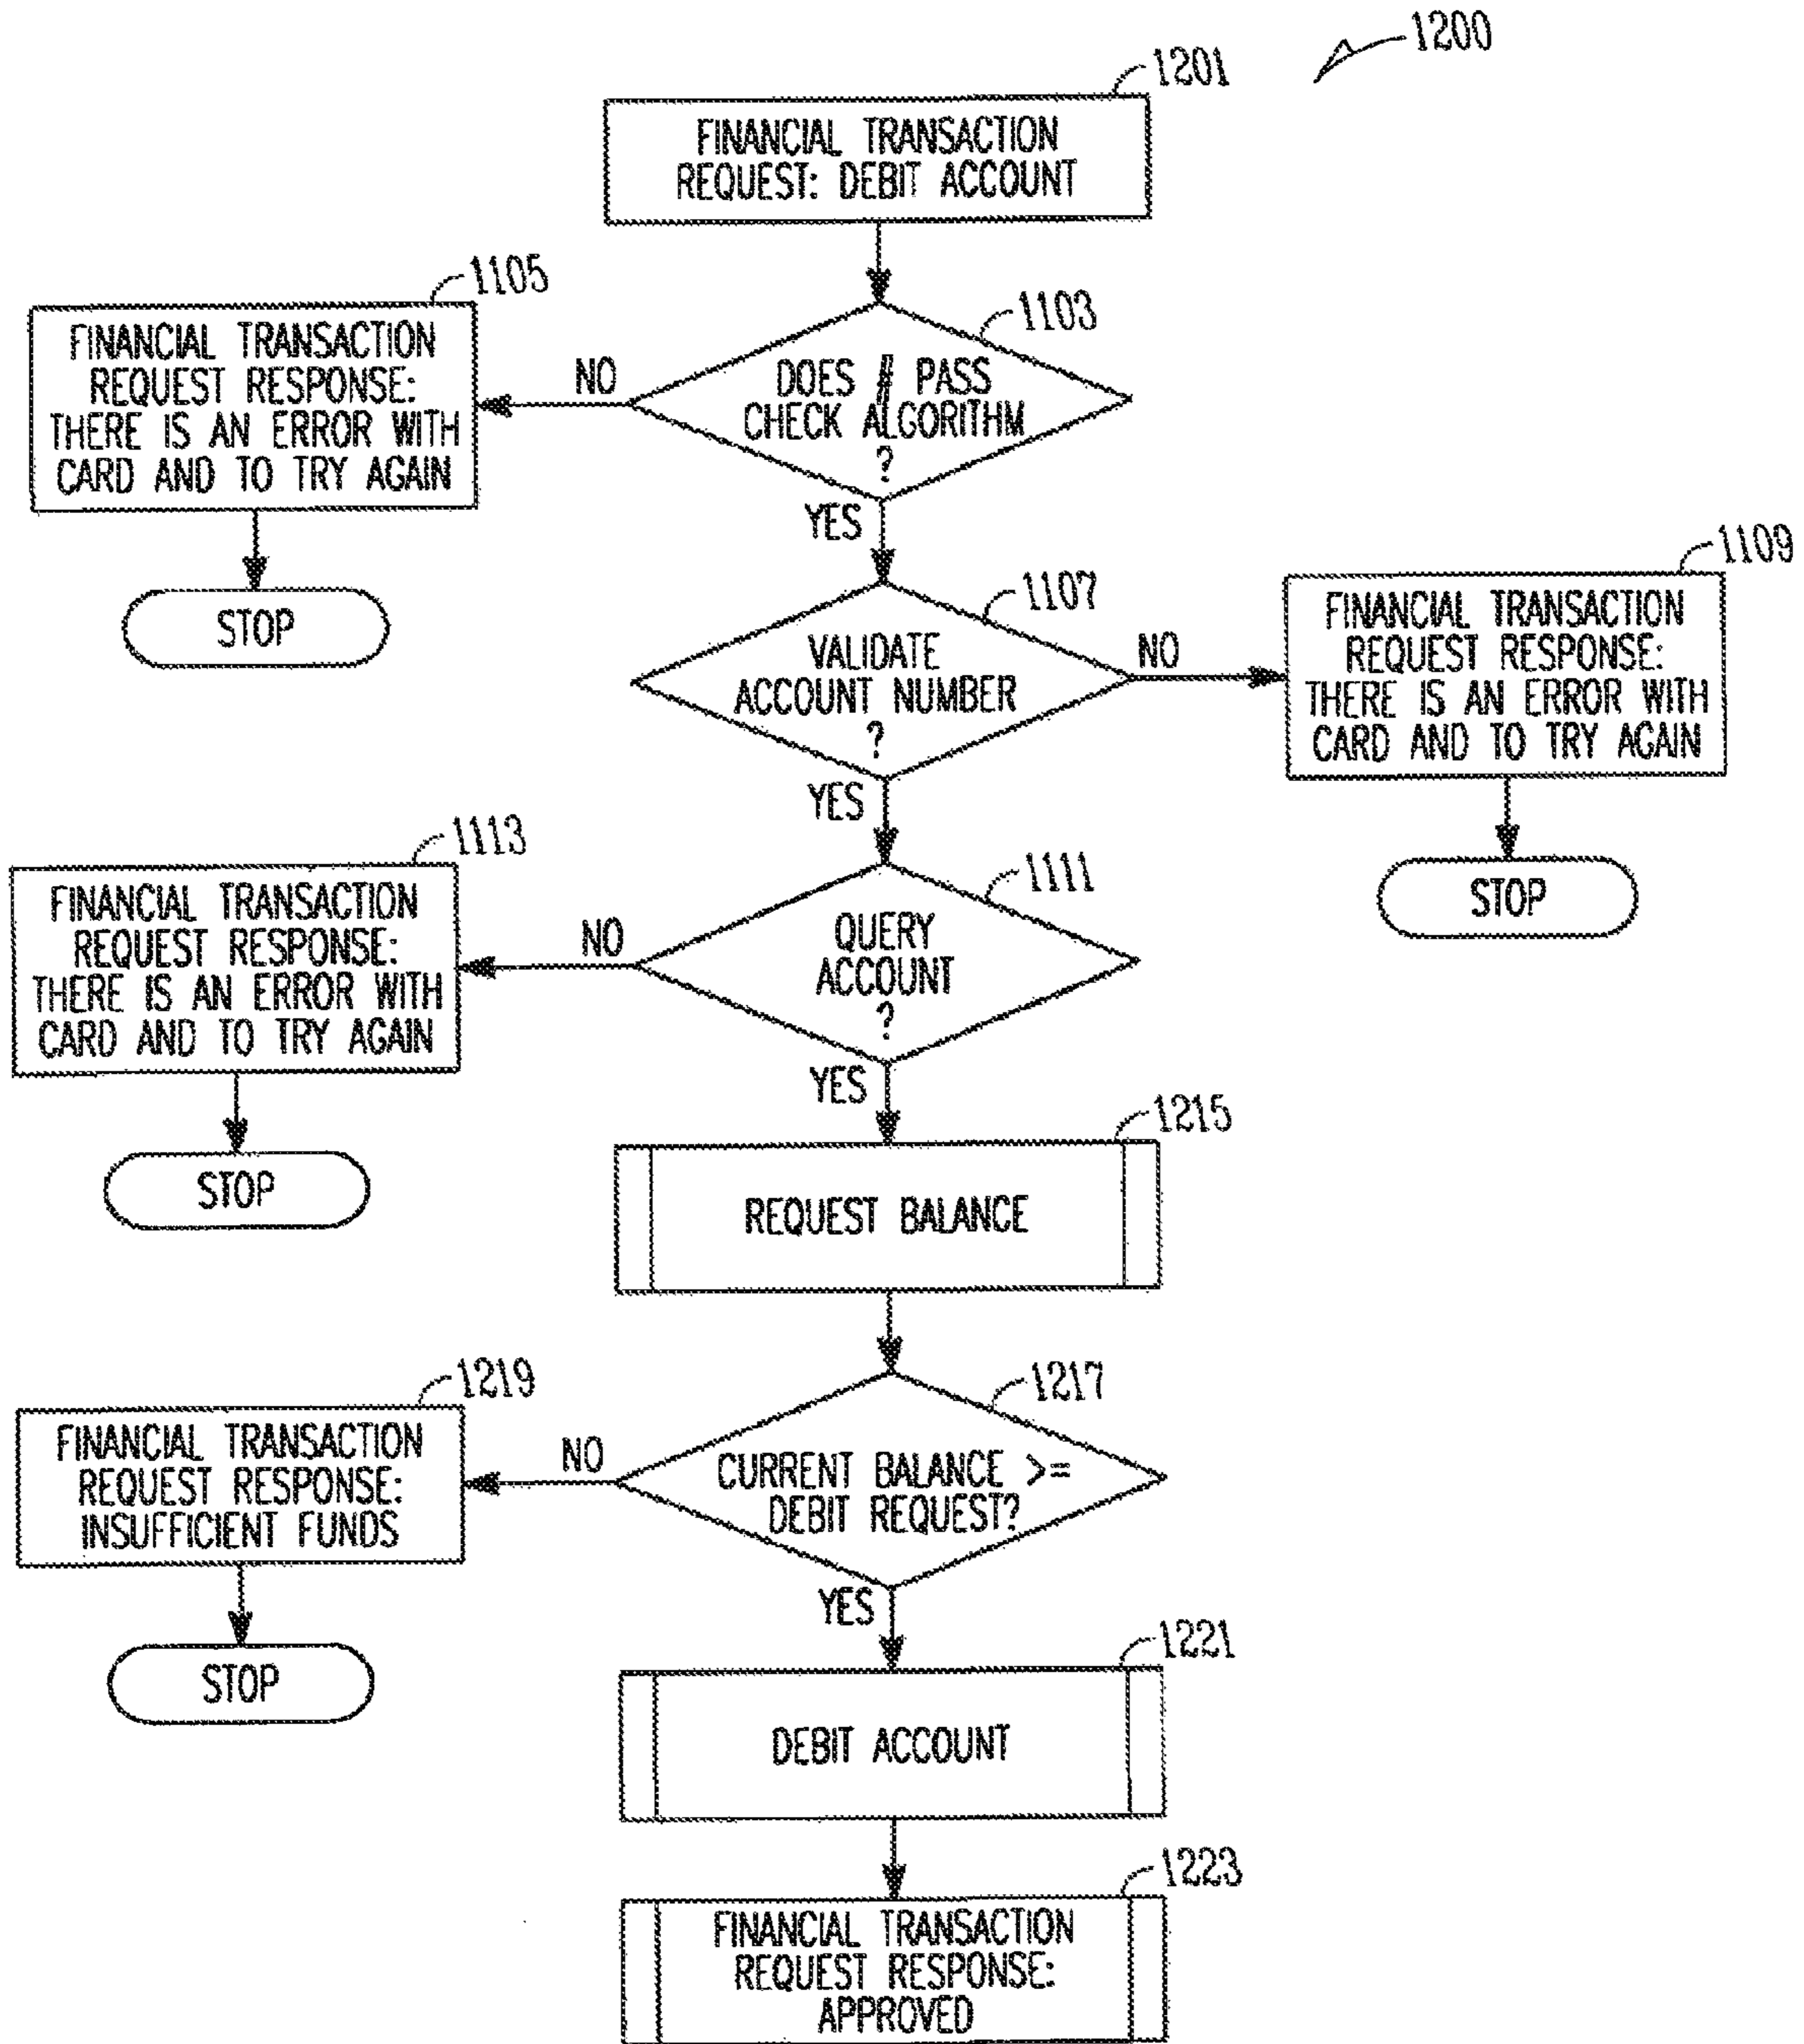 1200
1201
FINANCIAL TRANSACTION
REQUEST: DEBIT ACCOUNT
1105
FINANCIAL TRANSACTION
REQUEST RESPONSE:
THERE IS AN ERROR WITH
CARD AND TO TRY AGAIN
STOP
NO
1103
DOES # PASS
CHECK ALGORITHM
?
YES
1107
VALIDATE
ACCOUNT NUMBER
?
NO
1109
FINANCIAL TRANSACTION
REQUEST RESPONSE:
THERE IS AN ERROR WITH
CARD AND TO TRY AGAIN
STOP
YES
1113
FINANCIAL TRANSACTION
REQUEST RESPONSE:
THERE IS AN ERROR WITH
CARD AND TO TRY AGAIN
STOP
NO
1111
QUERY
ACCOUNT
?
YES
1215
REQUEST BALANCE
1219
FINANCIAL TRANSACTION
REQUEST RESPONSE:
INSUFFICIENT FUNDS
STOP
NO
1217
CURRENT BALANCE >=
DEBIT REQUEST?
YES
1221
DEBIT ACCOUNT
1223
FINANCIAL TRANSACTION
REQUEST RESPONSE:
APPROVED